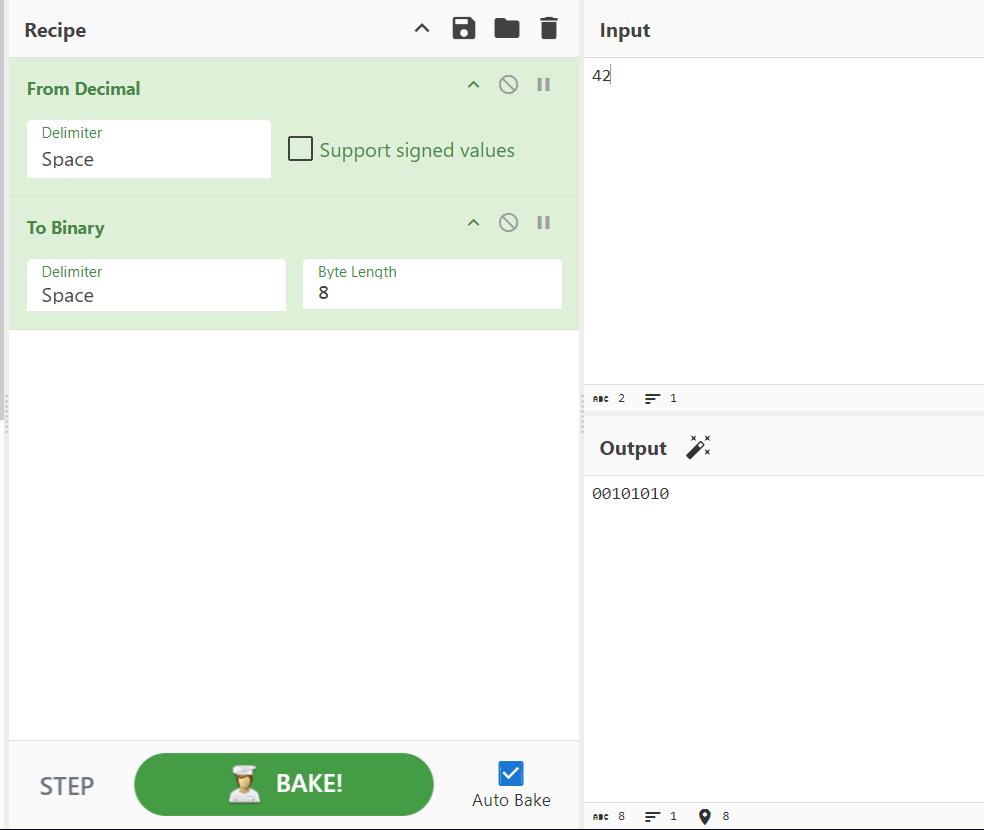 Recipe
From Decimal
Delimiter
Space
Support signed values
To Binary
Delimiter
Space
Byte Length
8
STEP
BAKE!
Auto Bake
Input
42
ABC 2 1
Output
00101010
ABC 8 1 8